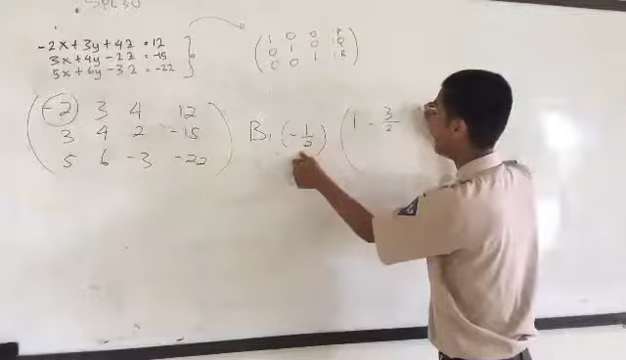 -2x + 3y + 4z = 12
3x + 4y - 2z = -15
5x + 6y - 3z = -22
1 0 0 P
0 1 0 Q
0 0 1 R
-2 3 4 12
3 4 2 -15
5 6 -3 -22
B₁ (-1/2)
1 -3/2